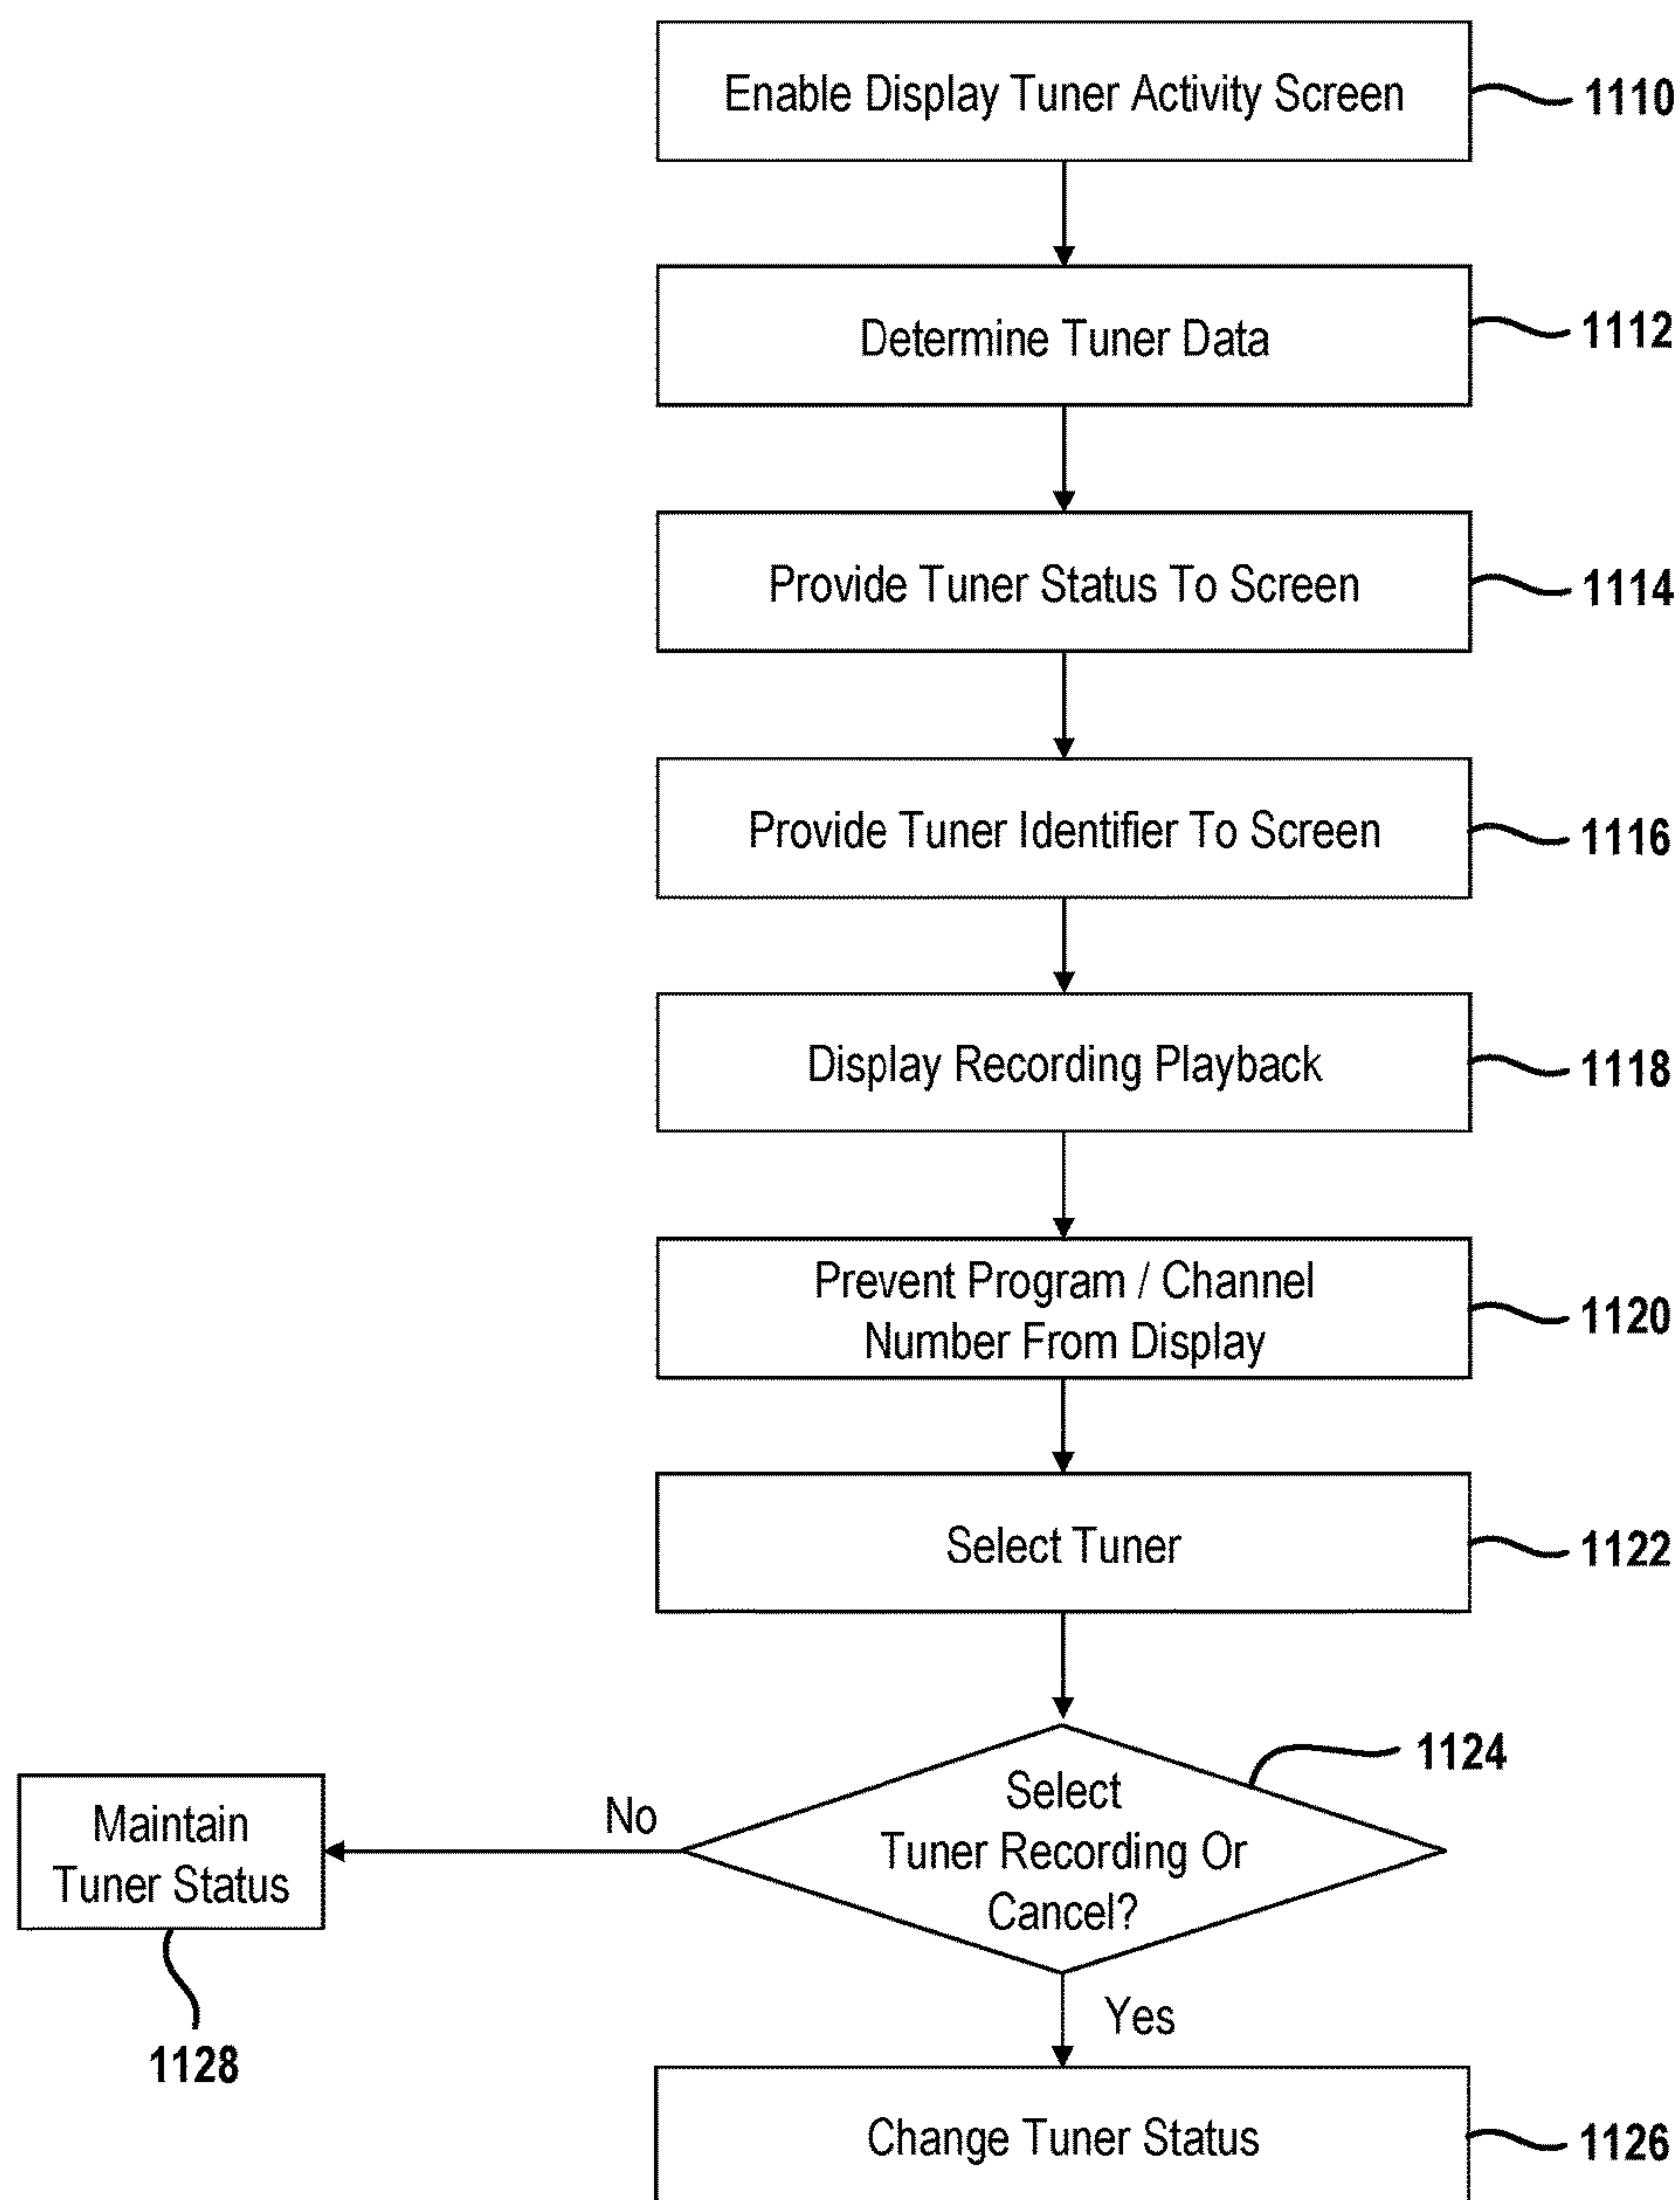 Enable Display Tuner Activity Screen
1110
Determine Tuner Data
1112
Provide Tuner Status To Screen
1114
Provide Tuner Identifier To Screen
1116
Display Recording Playback
1118
Prevent Program / Channel
Number From Display
1120
Select Tuner
1122
Select
Tuner Recording Or
Cancel?
1124
No
Maintain
Tuner Status
1128
Yes
Change Tuner Status
1126